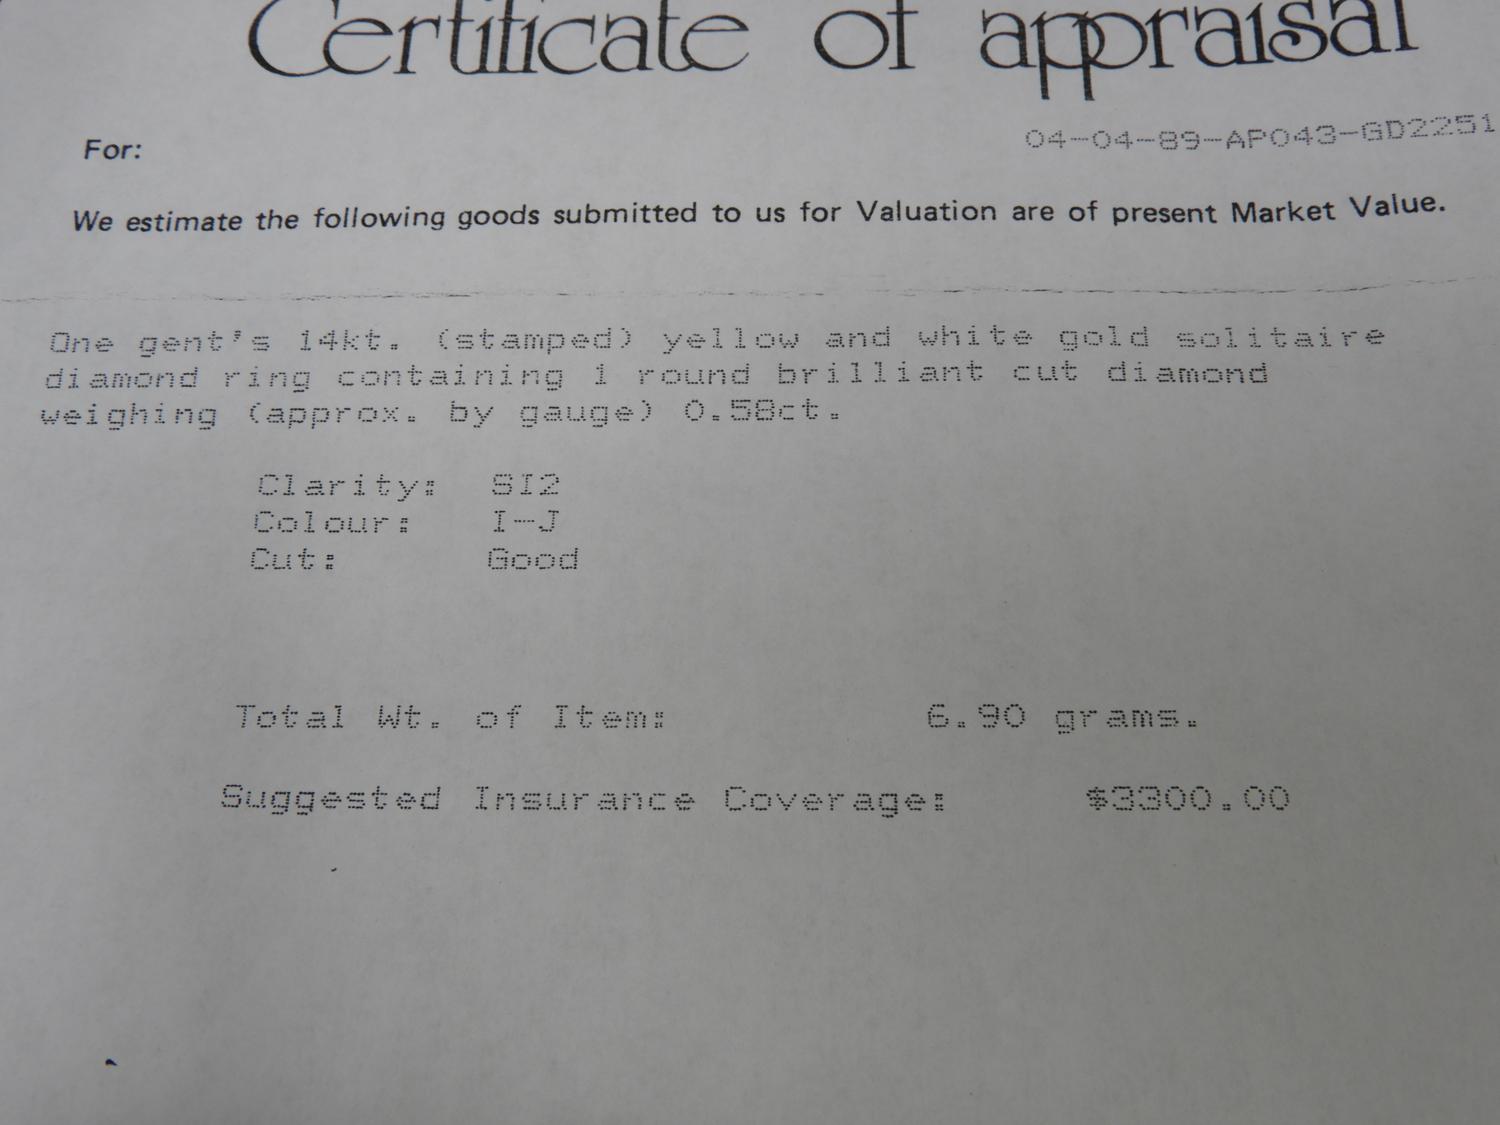 Certificate of appraisal
For:
04-04-89-AP043-GD2251
We estimate the following goods submitted to us for Valuation are of present Market Value.
One gent's 14kt. (stamped) yellow and white gold solitaire
diamond ring containing 1 round brilliant cut diamond
weighing (approx. by gauge) 0.58ct.
Clarity: SI2
Colour: I-J
Cut: Good
Total Wt. of Item: 6.90 grams.
Suggested Insurance Coverage: $3300.00